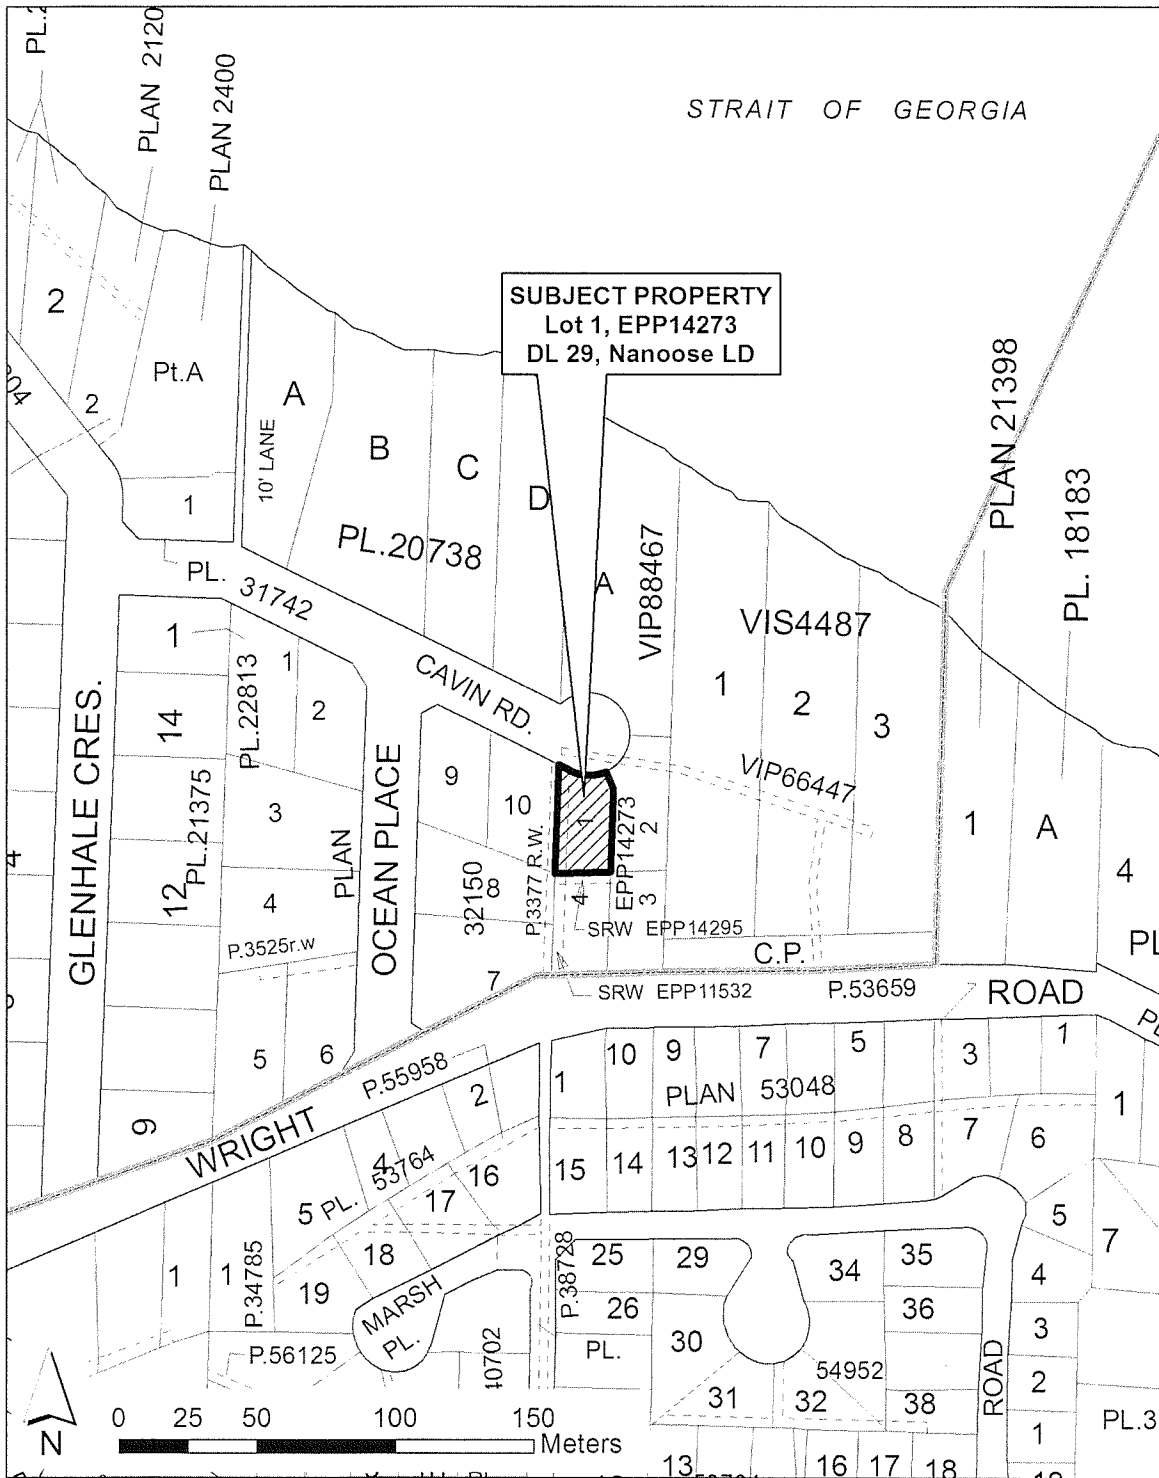 PLAN 2120
PLAN 2400
STRAIT OF GEORGIA
SUBJECT PROPERTY
Lot 1, EPP14273
DL 29, Nanoose LD
2
Pt.A
2
1
10' LANE
A
B
C
D
A
PL.20738
VIP88467
VIS4487
PLAN 21398
PL. 18183
PL. 31742
1
1
2
PL.22813
14
CAVIN RD.
1
2
3
VIP66447
GLENHALE CRES.
PL.21375
3
PLAN
OCEAN PLACE
9
10
P.3377 R.W.
1
EPP14273
2
1
A
4
12
4
32150
8
4
3
SRW EPP14295
P.3525r.w
C.P.
7
SRW EPP11532
P.53659
ROAD
5
6
P.55958
2
1
10
9
7
5
3
1
PLAN 53048
1
9
WRIGHT
4
PL. 53764
5
17
16
15
14
13
12
11
10
9
8
7
6
1
1
P.34785
18
19
MARSH
PL.
P.38728
25
26
29
34
35
36
5
7
4
3
P.56125
PL.
30
54952
31
32
38
ROAD
2
1
PL.3
N
0 25 50 100 150
Meters
13
16
17
18